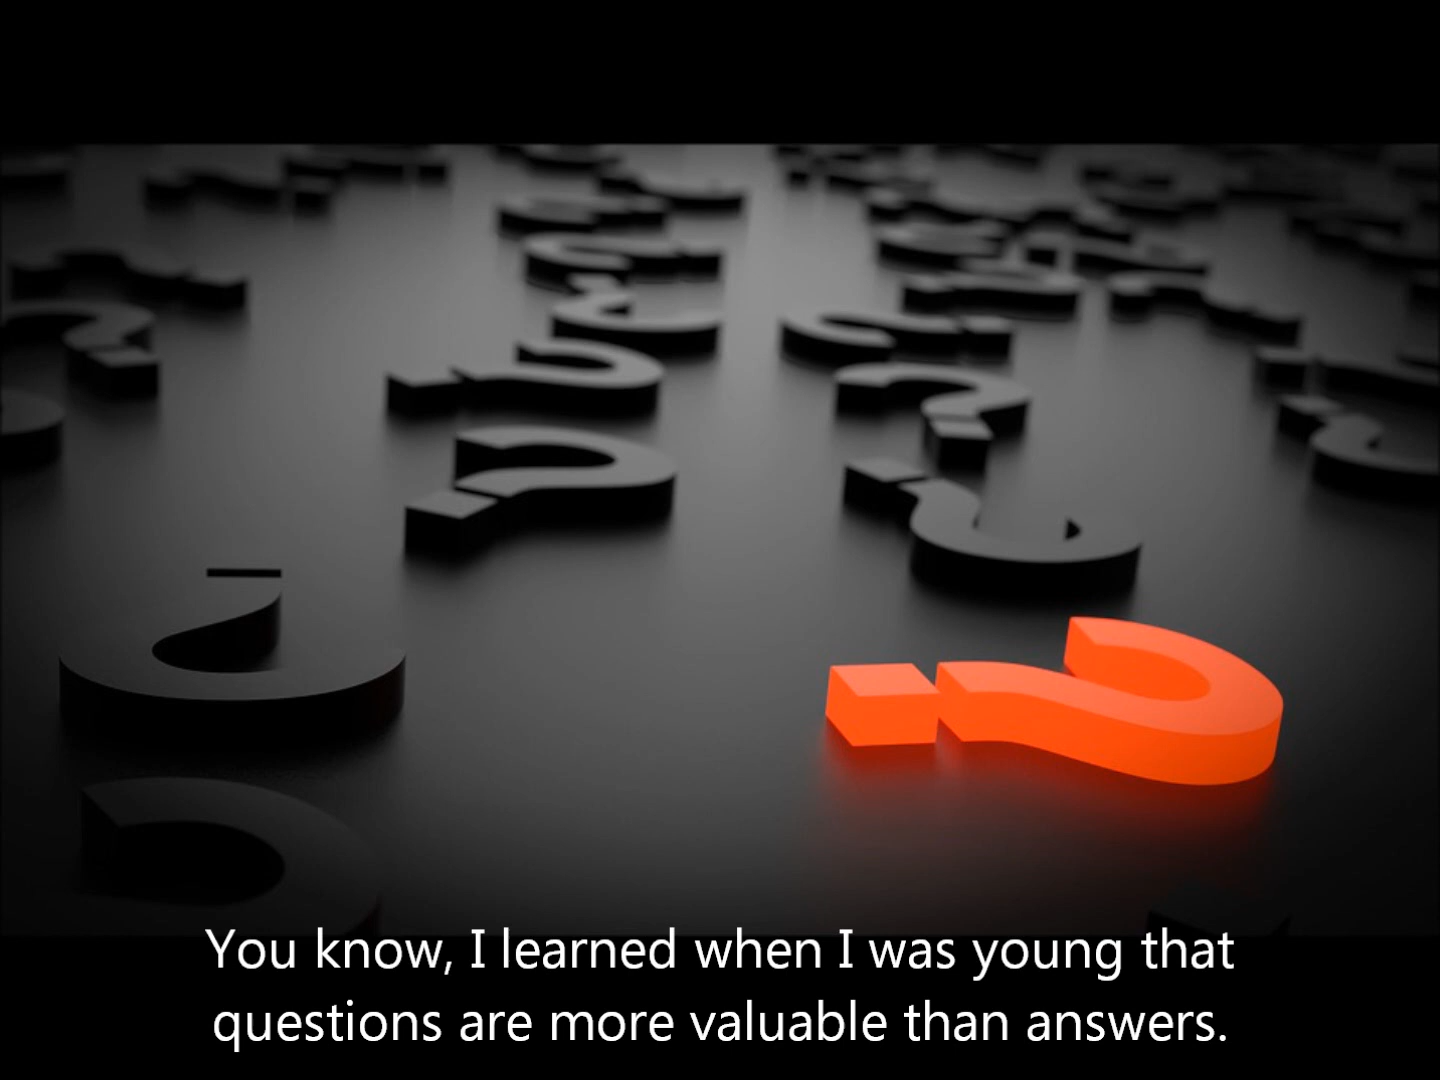 You know, I learned when I was young that
questions are more valuable than answers.